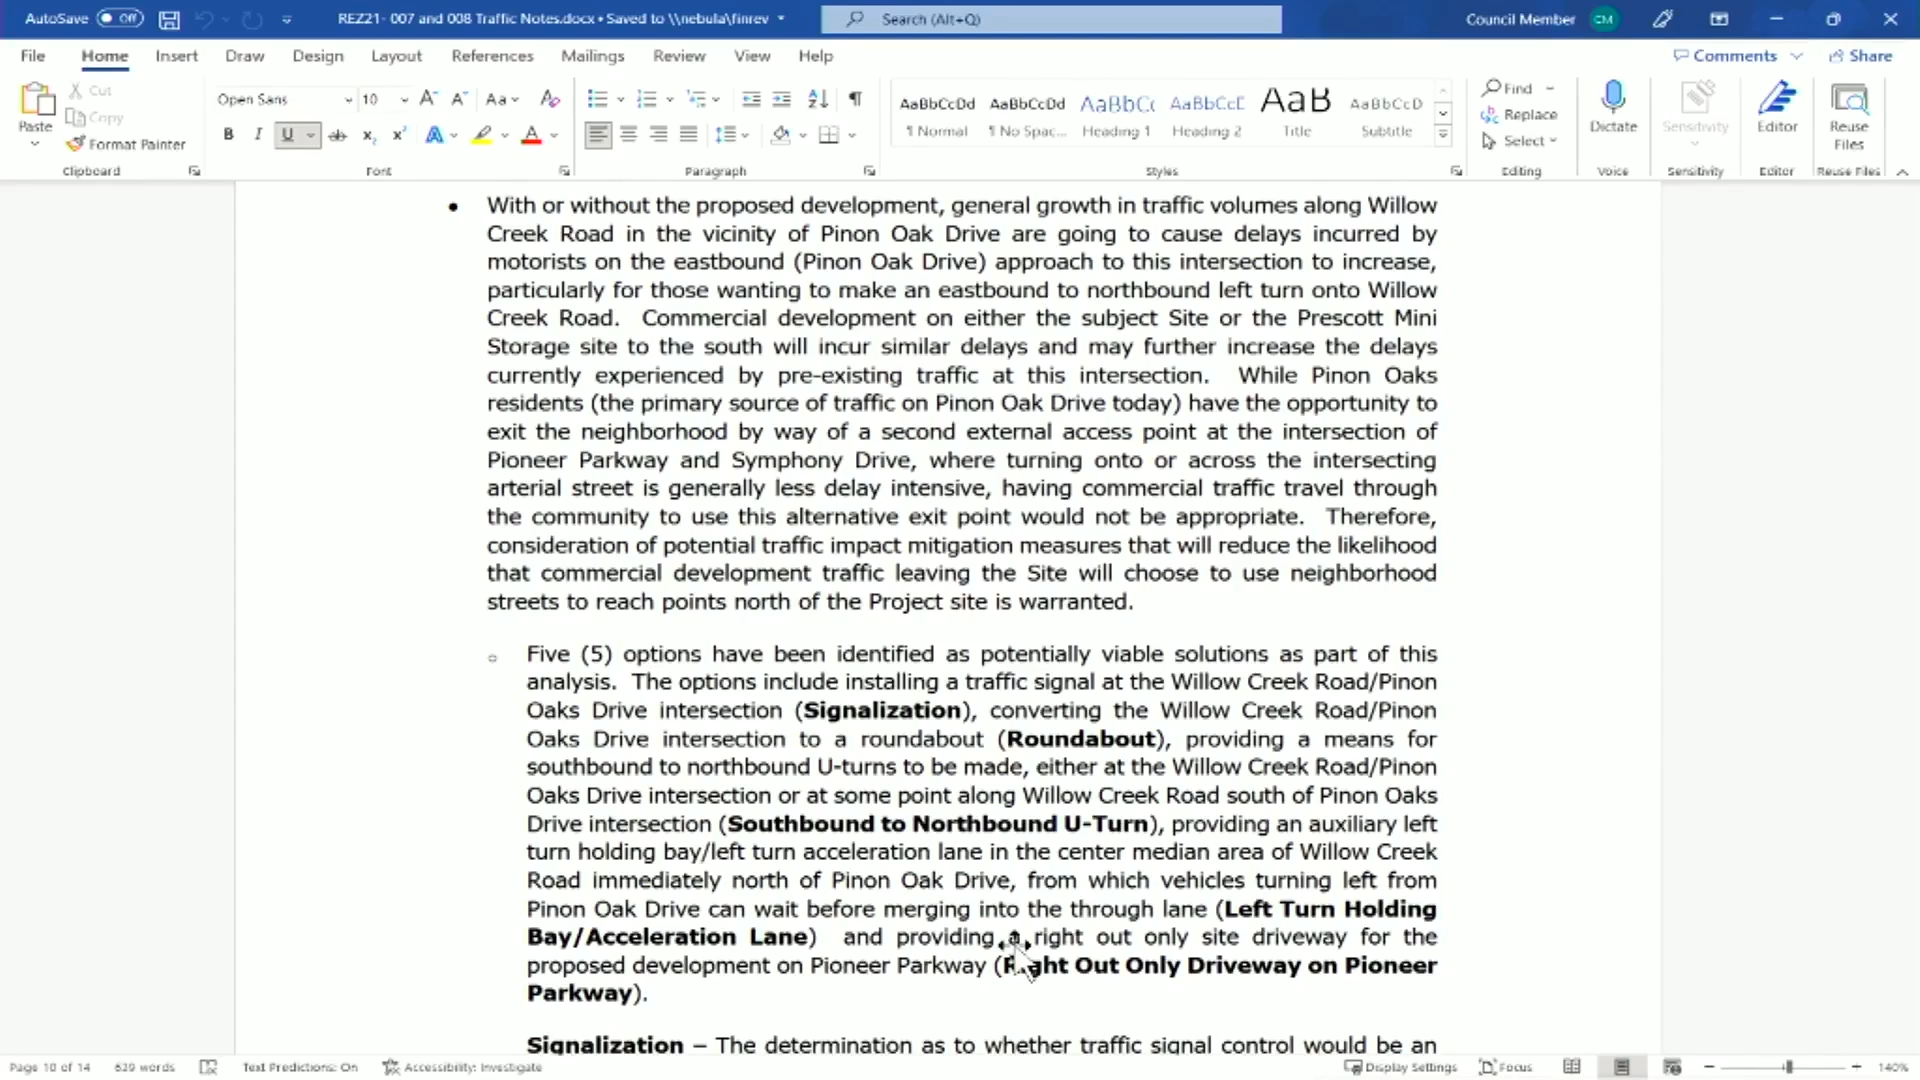 AutoSave Off REZ21- 007 and 008 Traffic Notes.docx • Saved to \\nebula\finrev Search (Alt+Q) Council Member CM
File Home Insert Draw Design Layout References Mailings Review View Help Comments Share
Paste Cut Copy Format Painter
Open Sans 10
AaBbCcDd AaBbCcDd AaBbCc AaBbCcE AaB AaBbCcD
¶ Normal ¶ No Spac... Heading 1 Heading 2 Title Subtitle
Find Replace Select
Dictate Sensitivity Editor Reuse Files
Clipboard Font Paragraph Styles Editing Voice Sensitivity Editor Reuse Files
• With or without the proposed development, general growth in traffic volumes along Willow
Creek Road in the vicinity of Pinon Oak Drive are going to cause delays incurred by
motorists on the eastbound (Pinon Oak Drive) approach to this intersection to increase,
particularly for those wanting to make an eastbound to northbound left turn onto Willow
Creek Road. Commercial development on either the subject Site or the Prescott Mini
Storage site to the south will incur similar delays and may further increase the delays
currently experienced by pre-existing traffic at this intersection. While Pinon Oaks
residents (the primary source of traffic on Pinon Oak Drive today) have the opportunity to
exit the neighborhood by way of a second external access point at the intersection of
Pioneer Parkway and Symphony Drive, where turning onto or across the intersecting
arterial street is generally less delay intensive, having commercial traffic travel through
the community to use this alternative exit point would not be appropriate. Therefore,
consideration of potential traffic impact mitigation measures that will reduce the likelihood
that commercial development traffic leaving the Site will choose to use neighborhood
streets to reach points north of the Project site is warranted.
○ Five (5) options have been identified as potentially viable solutions as part of this
analysis. The options include installing a traffic signal at the Willow Creek Road/Pinon
Oaks Drive intersection (Signalization), converting the Willow Creek Road/Pinon
Oaks Drive intersection to a roundabout (Roundabout), providing a means for
southbound to northbound U-turns to be made, either at the Willow Creek Road/Pinon
Oaks Drive intersection or at some point along Willow Creek Road south of Pinon Oaks
Drive intersection (Southbound to Northbound U-Turn), providing an auxiliary left
turn holding bay/left turn acceleration lane in the center median area of Willow Creek
Road immediately north of Pinon Oak Drive, from which vehicles turning left from
Pinon Oak Drive can wait before merging into the through lane (Left Turn Holding
Bay/Acceleration Lane) and providing a right out only site driveway for the
proposed development on Pioneer Parkway (Right Out Only Driveway on Pioneer
Parkway).
Signalization – The determination as to whether traffic signal control would be an
Page 10 of 14 639 words Text Predictions: On Accessibility: Investigate Display Settings Focus 140%